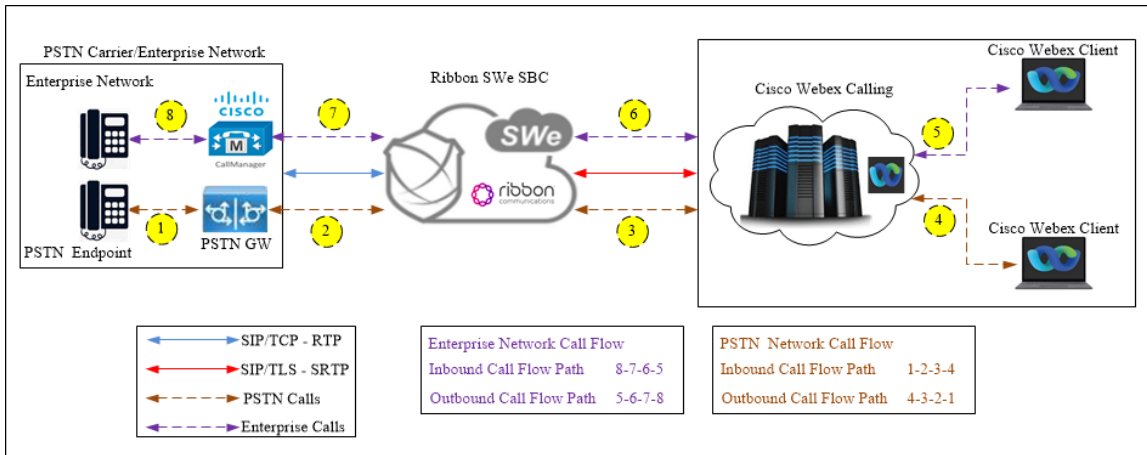 PSTN Carrier/Enterprise Network
Enterprise Network
8
CISCO
M
CallManager
1
PSTN Endpoint
PSTN GW
7
2
Ribbon SWe SBC
SWe
ribbon
communications
6
3
Cisco Webex Calling
5
4
Cisco Webex Client
Cisco Webex Client
SIP/TCP - RTP
SIP/TLS - SRTP
PSTN Calls
Enterprise Calls
Enterprise Network Call Flow
Inbound Call Flow Path 8-7-6-5
Outbound Call Flow Path 5-6-7-8
PSTN Network Call Flow
Inbound Call Flow Path 1-2-3-4
Outbound Call Flow Path 4-3-2-1